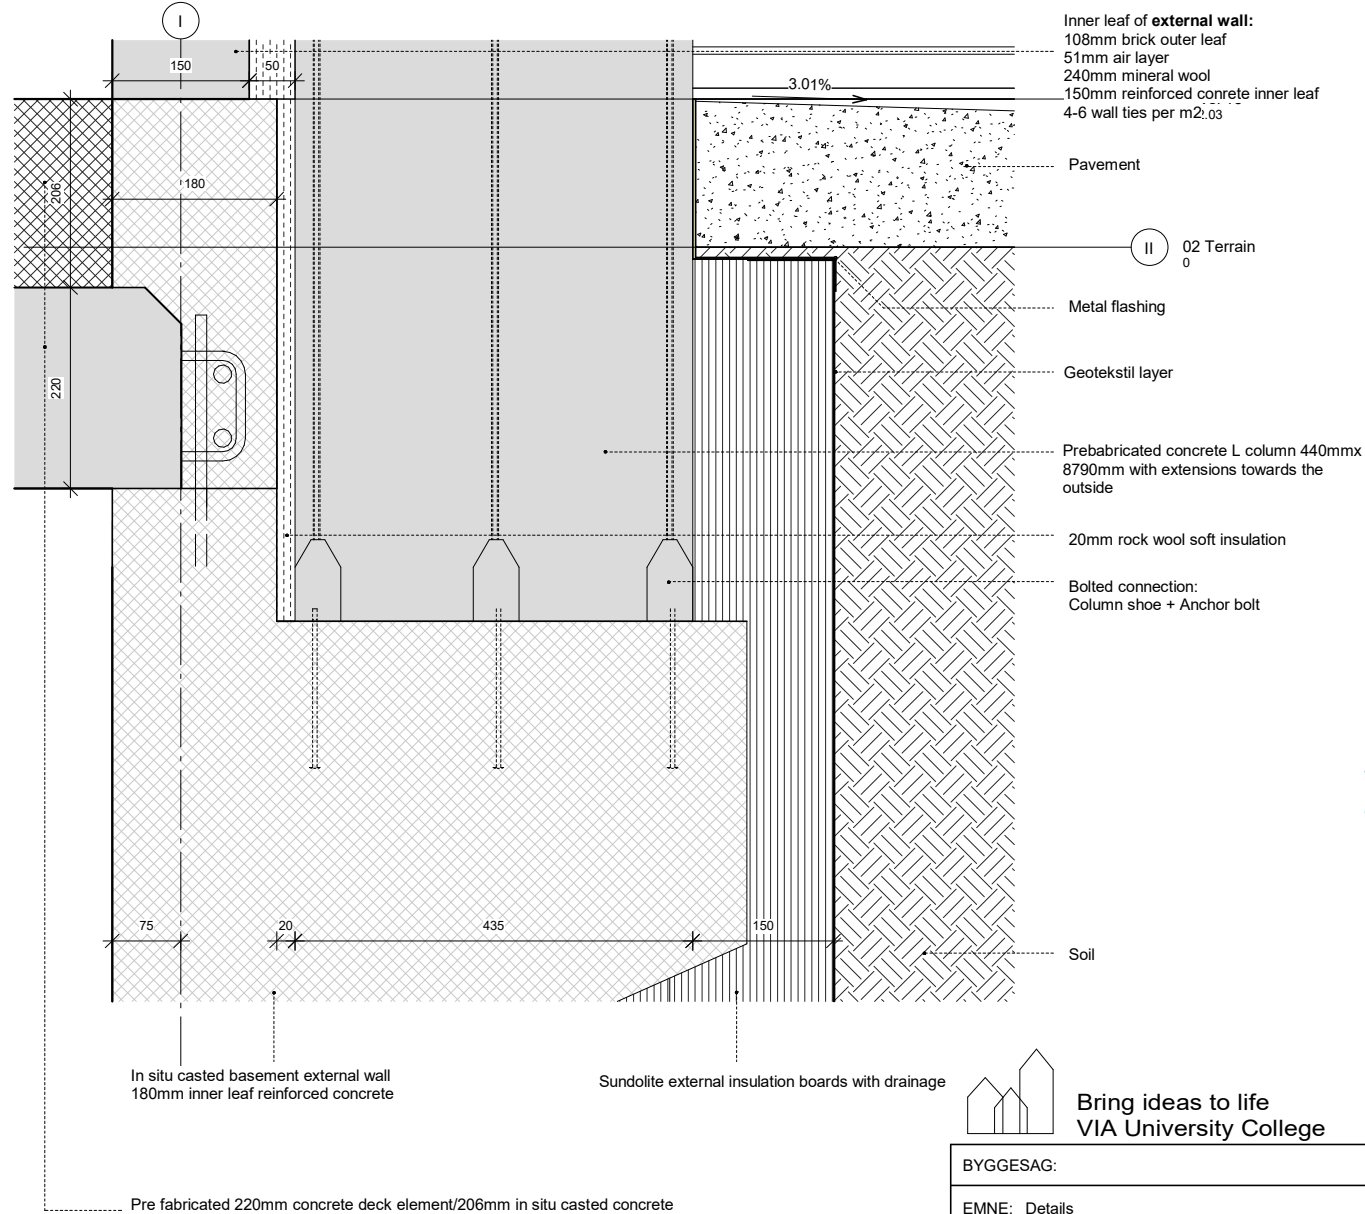 I
Inner leaf of external wall:
108mm brick outer leaf
51mm air layer
240mm mineral wool
150mm reinforced conrete inner leaf
4-6 wall ties per m2
.03
150
50
3.01%
Pavement
206
180
II
02 Terrain
0
Metal flashing
220
Geotekstil layer
Prebabricated concrete L column 440mmx
8790mm with extensions towards the
outside
20mm rock wool soft insulation
Bolted connection:
Column shoe + Anchor bolt
75
20
435
150
Soil
In situ casted basement external wall
180mm inner leaf reinforced concrete
Sundolite external insulation boards with drainage
Bring ideas to life
VIA University College
BYGGESAG:
Pre fabricated 220mm concrete deck element/206mm in situ casted concrete
EMNE: Details